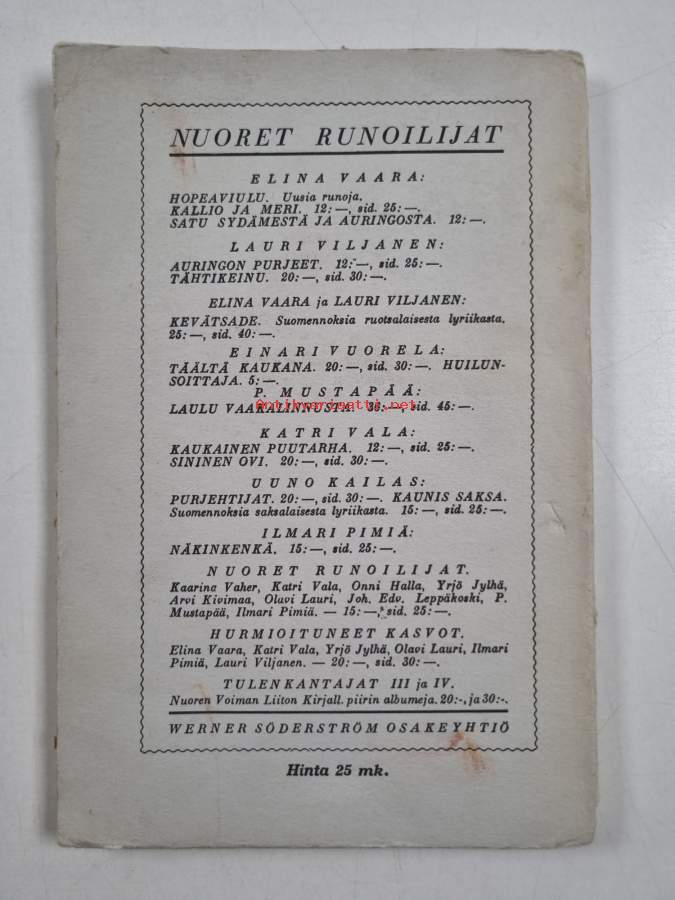 NUORET RUNOILIJAT
ELINA VAARA:
HOPEAVIULU. Uusia runoja.
KALLIO JA MERI. 12:—, sid. 25:—.
SATU SYDÄMESTÄ JA AURINGOSTA. 12:—.
LAURI VILJANEN:
AURINGON PURJEET. 12:—, sid. 25:—.
TÄHTIKEINU. 20:—, sid. 30:—.
ELINA VAARA ja LAURI VILJANEN:
KEVÄTSADE. Suomennoksia ruotsalaisesta lyriikasta.
25:—, sid. 40:—.
EINARI VUORELA:
TÄÄLTÄ KAUKANA. 20:—, sid. 30:—. HUILUN-
SOITTAJA. 5:—.
P. MUSTAPÄÄ:
Antikvariaatti.net
LAULU VAAKALINNUSTA. 36:—, sid. 45:—.
KATRI VALA:
KAUKAINEN PUUTARHA. 12:—, sid. 25:—.
SININEN OVI. 20:—, sid. 30:—.
UUNO KAILAS:
PURJEHTIJAT. 20:—, sid. 30:—. KAUNIS SAKSA.
Suomennoksia saksalaisesta lyriikasta. 15:—, sid. 25:—.
ILMARI PIMIÄ:
NÄKINKENKÄ. 15:—, sid. 25:—.
NUORET RUNOILIJAT.
Kaarina Vaher, Katri Vala, Onni Halla, Yrjö Jylhä,
Arvi Kivimaa, Olavi Lauri, Joh. Edv. Leppäkoski, P.
Mustapää, Ilmari Pimiä. — 15:—, sid. 25:—.
HURMIOITUNEET KASVOT.
Elina Vaara, Katri Vala, Yrjö Jylhä, Olavi Lauri, Ilmari
Pimiä, Lauri Viljanen. — 20:—, sid. 30:—.
TULENKANTAJAT III ja IV.
Nuoren Voiman Liiton Kirjall. piirin albumeja. 20:-, ja 30:-.
WERNER SÖDERSTRÖM OSAKEYHTIÖ
Hinta 25 mk.